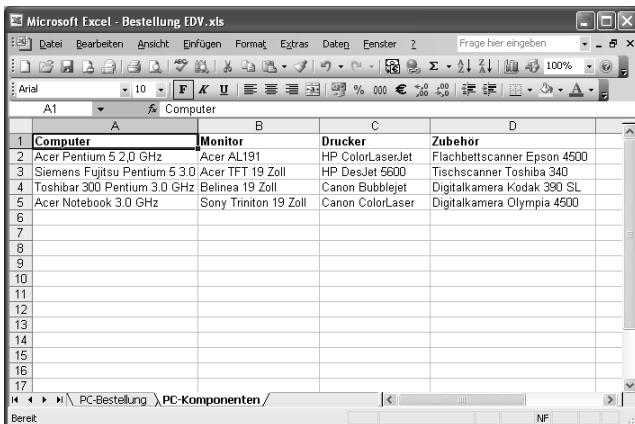 Microsoft Excel - Bestellung EDV.xls
Datei Bearbeiten Ansicht Einfügen Format Extras Daten Fenster ? Frage hier eingeben
Σ 100%
Arial 10 F K U % 000 € A
A1 fx Computer
A B C D
1 Computer Monitor Drucker Zubehör
2 Acer Pentium 5 2,0 GHz Acer AL191 HP ColorLaserJet Flachbettscanner Epson 4500
3 Siemens Fujitsu Pentium 5 3.0 Acer TFT 19 Zoll HP DesJet 5600 Tischscanner Toshiba 340
4 Toshibar 300 Pentium 3.0 GHz Belinea 19 Zoll Canon Bubblejet Digitalkamera Kodak 390 SL
5 Acer Notebook 3.0 GHz Sony Triniton 19 Zoll Canon ColorLaser Digitalkamera Olympia 4500
6
7
8
9
10
11
12
13
14
15
16
17
PC-Bestellung PC-Komponenten
Bereit NF